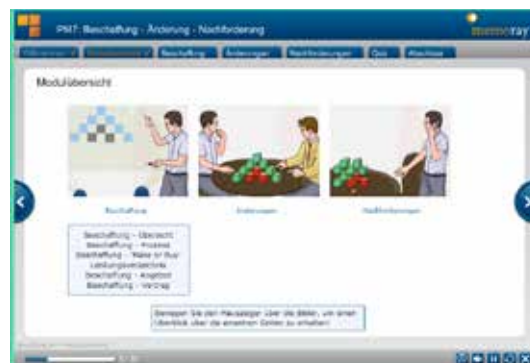 PM7: Beschaffung - Änderung - Nachforderung
memoray
Beschaffung
Änderungen
Nachforderungen
Quiz
Abschluss
Modulübersicht
Beschaffung
Änderungen
Nachforderungen
Beschaffung - Übersicht
Beschaffung - Prozess
Beschaffung - 'Make or Buy'
Leistungsverzeichnis
Beschaffung - Angebot
Beschaffung - Vertrag
Bewegen Sie den Mauszeiger über die Bilder, um einen
Überblick über die einzelnen Seiten zu erhalten!